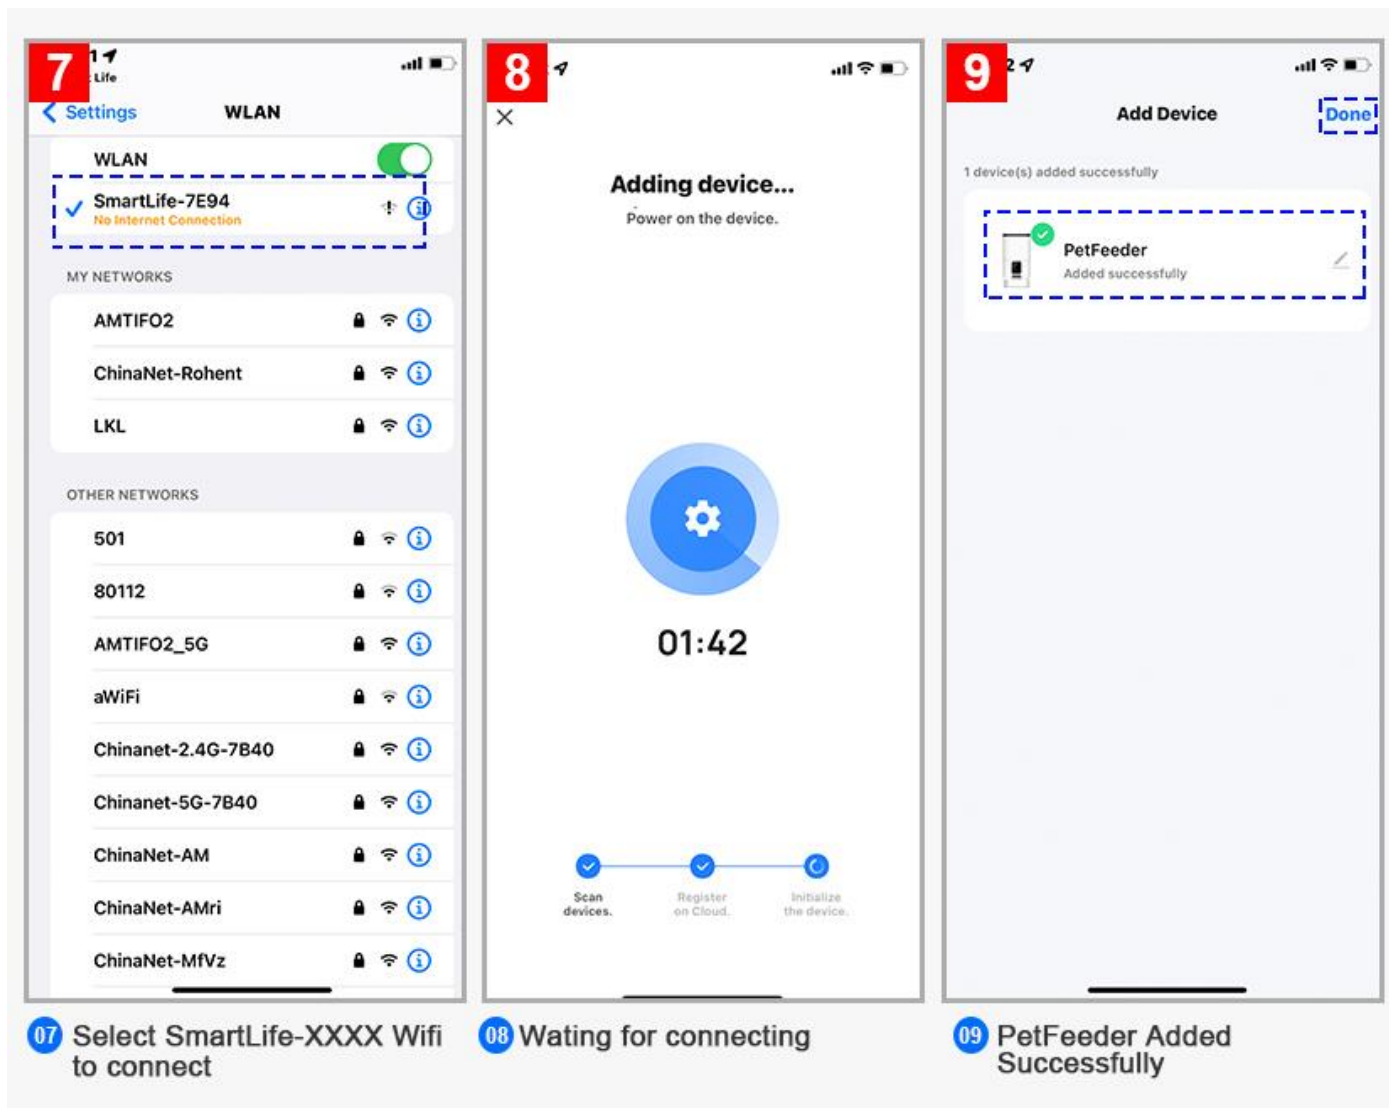 7
1
Life
Settings
WLAN
WLAN
SmartLife-7E94
No Internet Connection
MY NETWORKS
AMTIFO2
ChinaNet-Rohent
LKL
OTHER NETWORKS
501
80112
AMTIFO2_5G
aWiFi
Chinanet-2.4G-7B40
Chinanet-5G-7B40
ChinaNet-AM
ChinaNet-AMri
ChinaNet-MfVz
07 Select SmartLife-XXXX Wifi
to connect
8
Adding device...
Power on the device.
01:42
Scan
devices.
Register
on Cloud.
Initialize
the device.
08 Wating for connecting
9
2
Add Device
Done
1 device(s) added successfully
PetFeeder
Added successfully
09 PetFeeder Added
Successfully